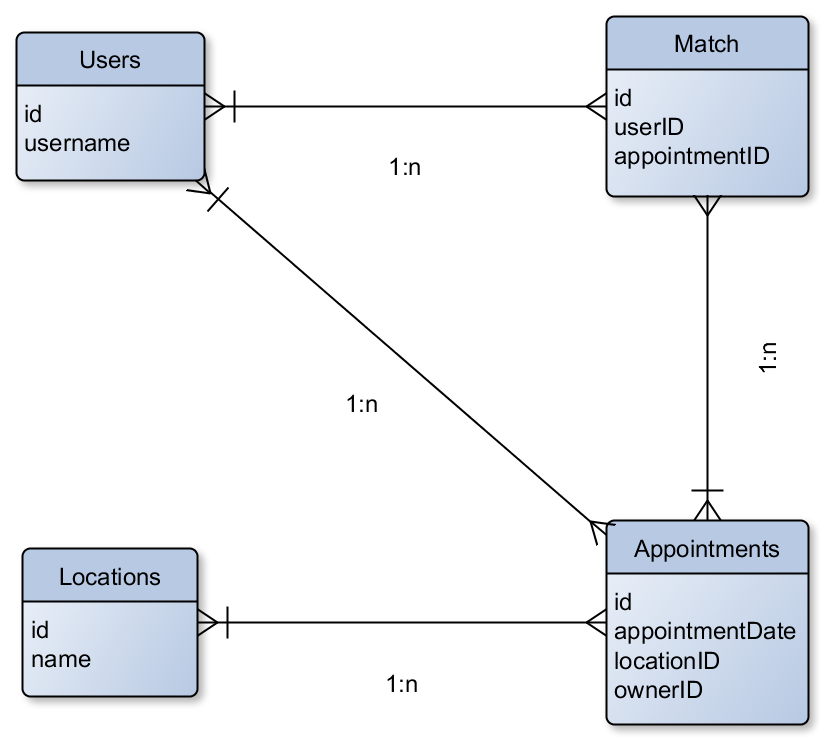 Users
id
username
Match
id
userID
appointmentID
1:n
1:n
1:n
Locations
id
name
1:n
Appointments
id
appointmentDate
locationID
ownerID